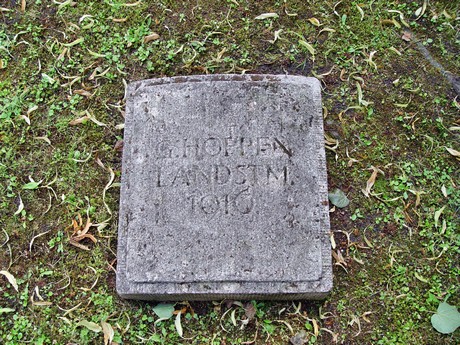 G. HOPPEN
LANDSTM.
1916